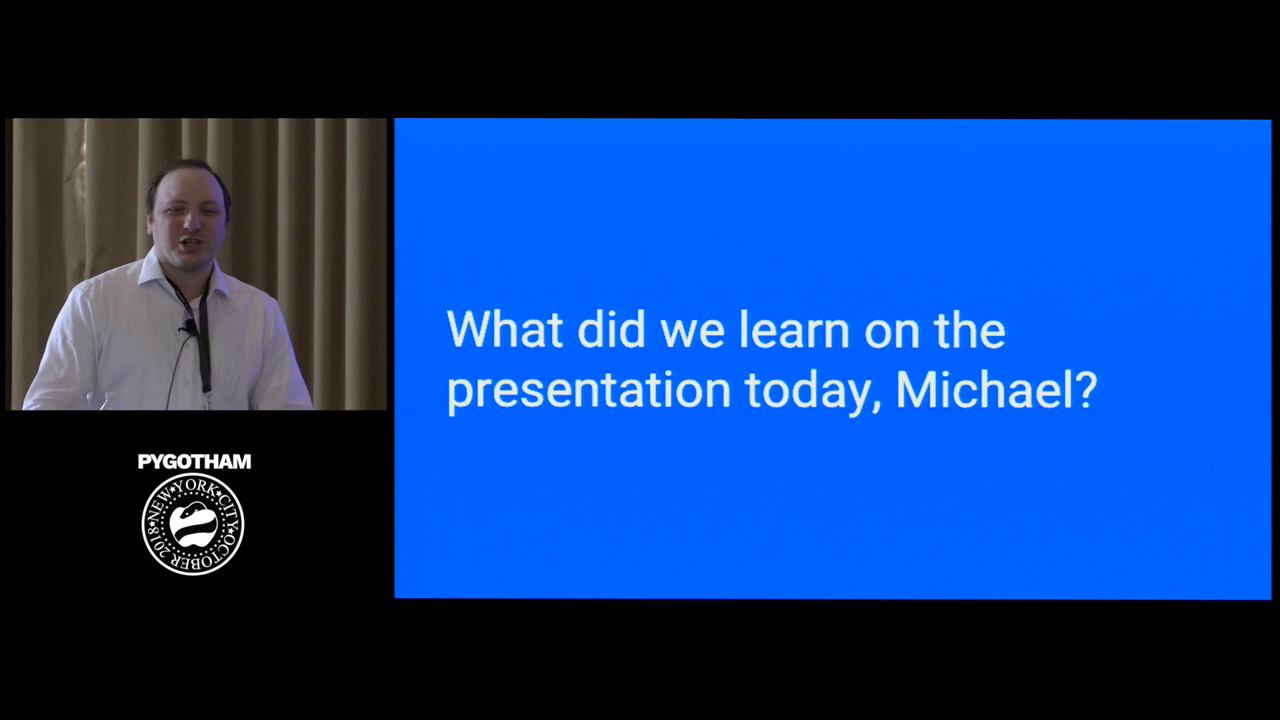 What did we learn on the
presentation today, Michael?
PYGOTHAM
NEW★YORK★CITY★OCTOBER 2018★